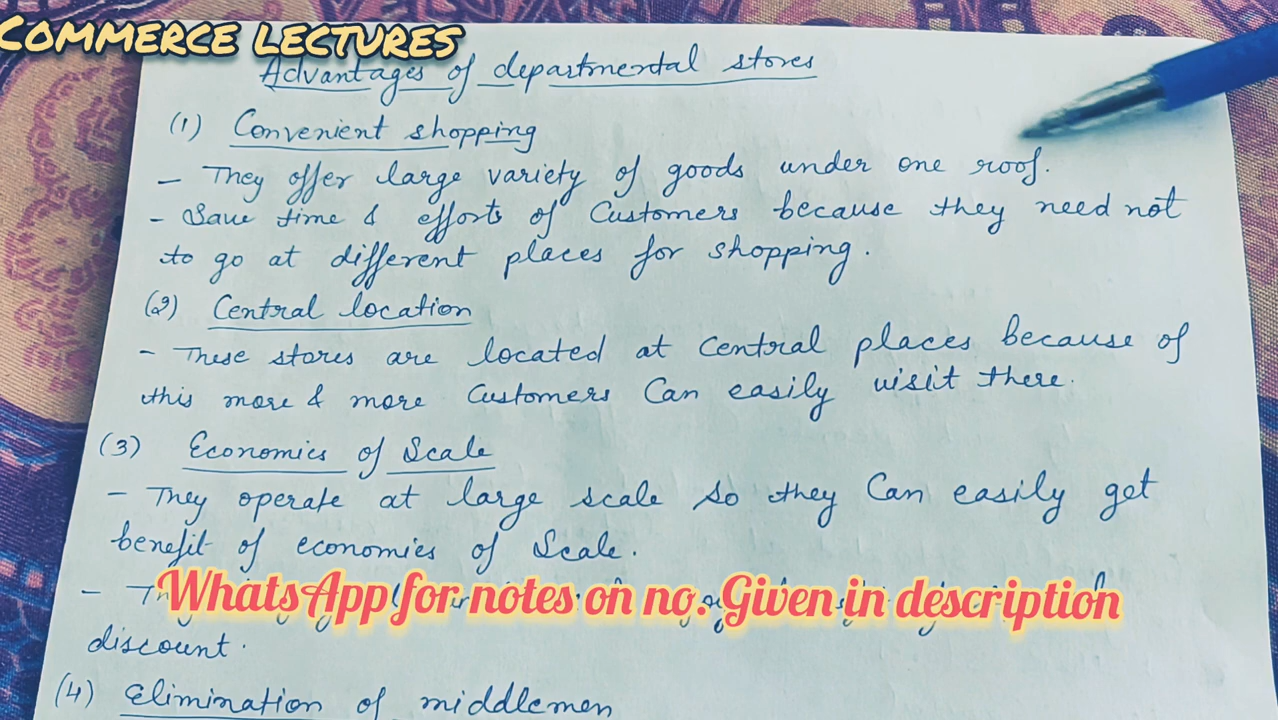 COMMERCE LECTURES
Advantages of departmental stores
(1) Convenient shopping
- They offer large variety of goods under one roof.
- Save time & efforts of Customers because they need not
to go at different places for shopping.
(2) Central location
- These stores are located at central places because of
this more & more Customers Can easily visit there.
(3) Economics of Scale
- They operate at large scale so they Can easily get
benefit of economies of Scale.
WhatsApp for notes on no. Given in description
discount.
(4) Elimination of middlemen